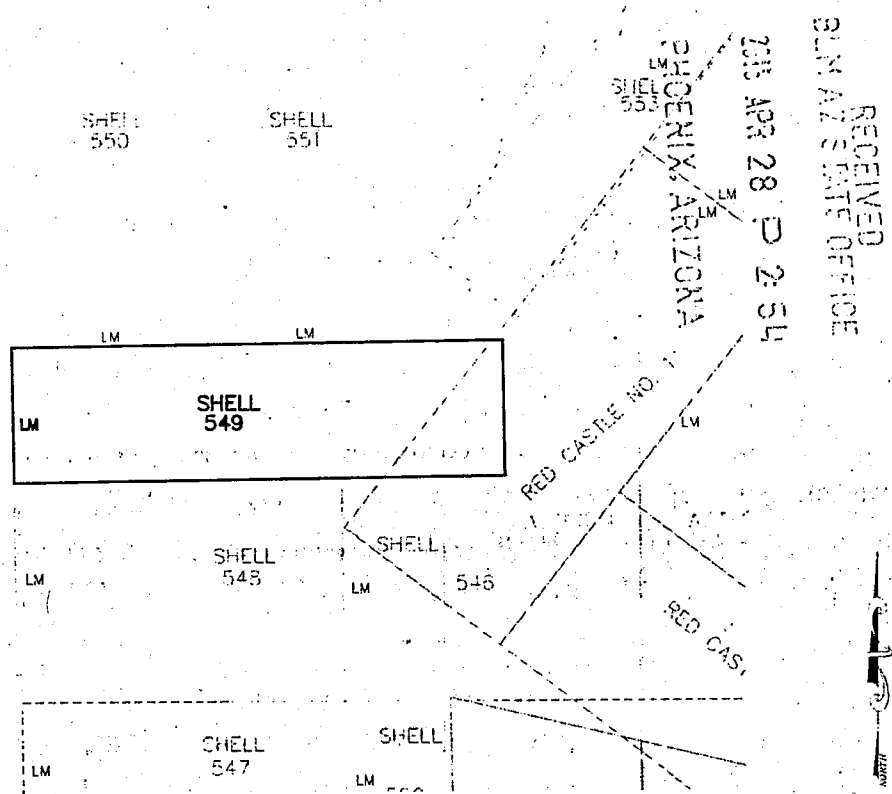 RECEIVED
BLM AZ STATE OFFICE
APR 28 P 2:54
PHOENIX, ARIZONA
SHELL
550
SHELL
551
LM
SHEL
553
LM
LM
LM
LM
SHELL
549
LM
RED CASTLE NO. 1
LM
SHELL
548
LM
SHELL
546
LM
RED CAS
SHELL
547
LM
SHELL
LM